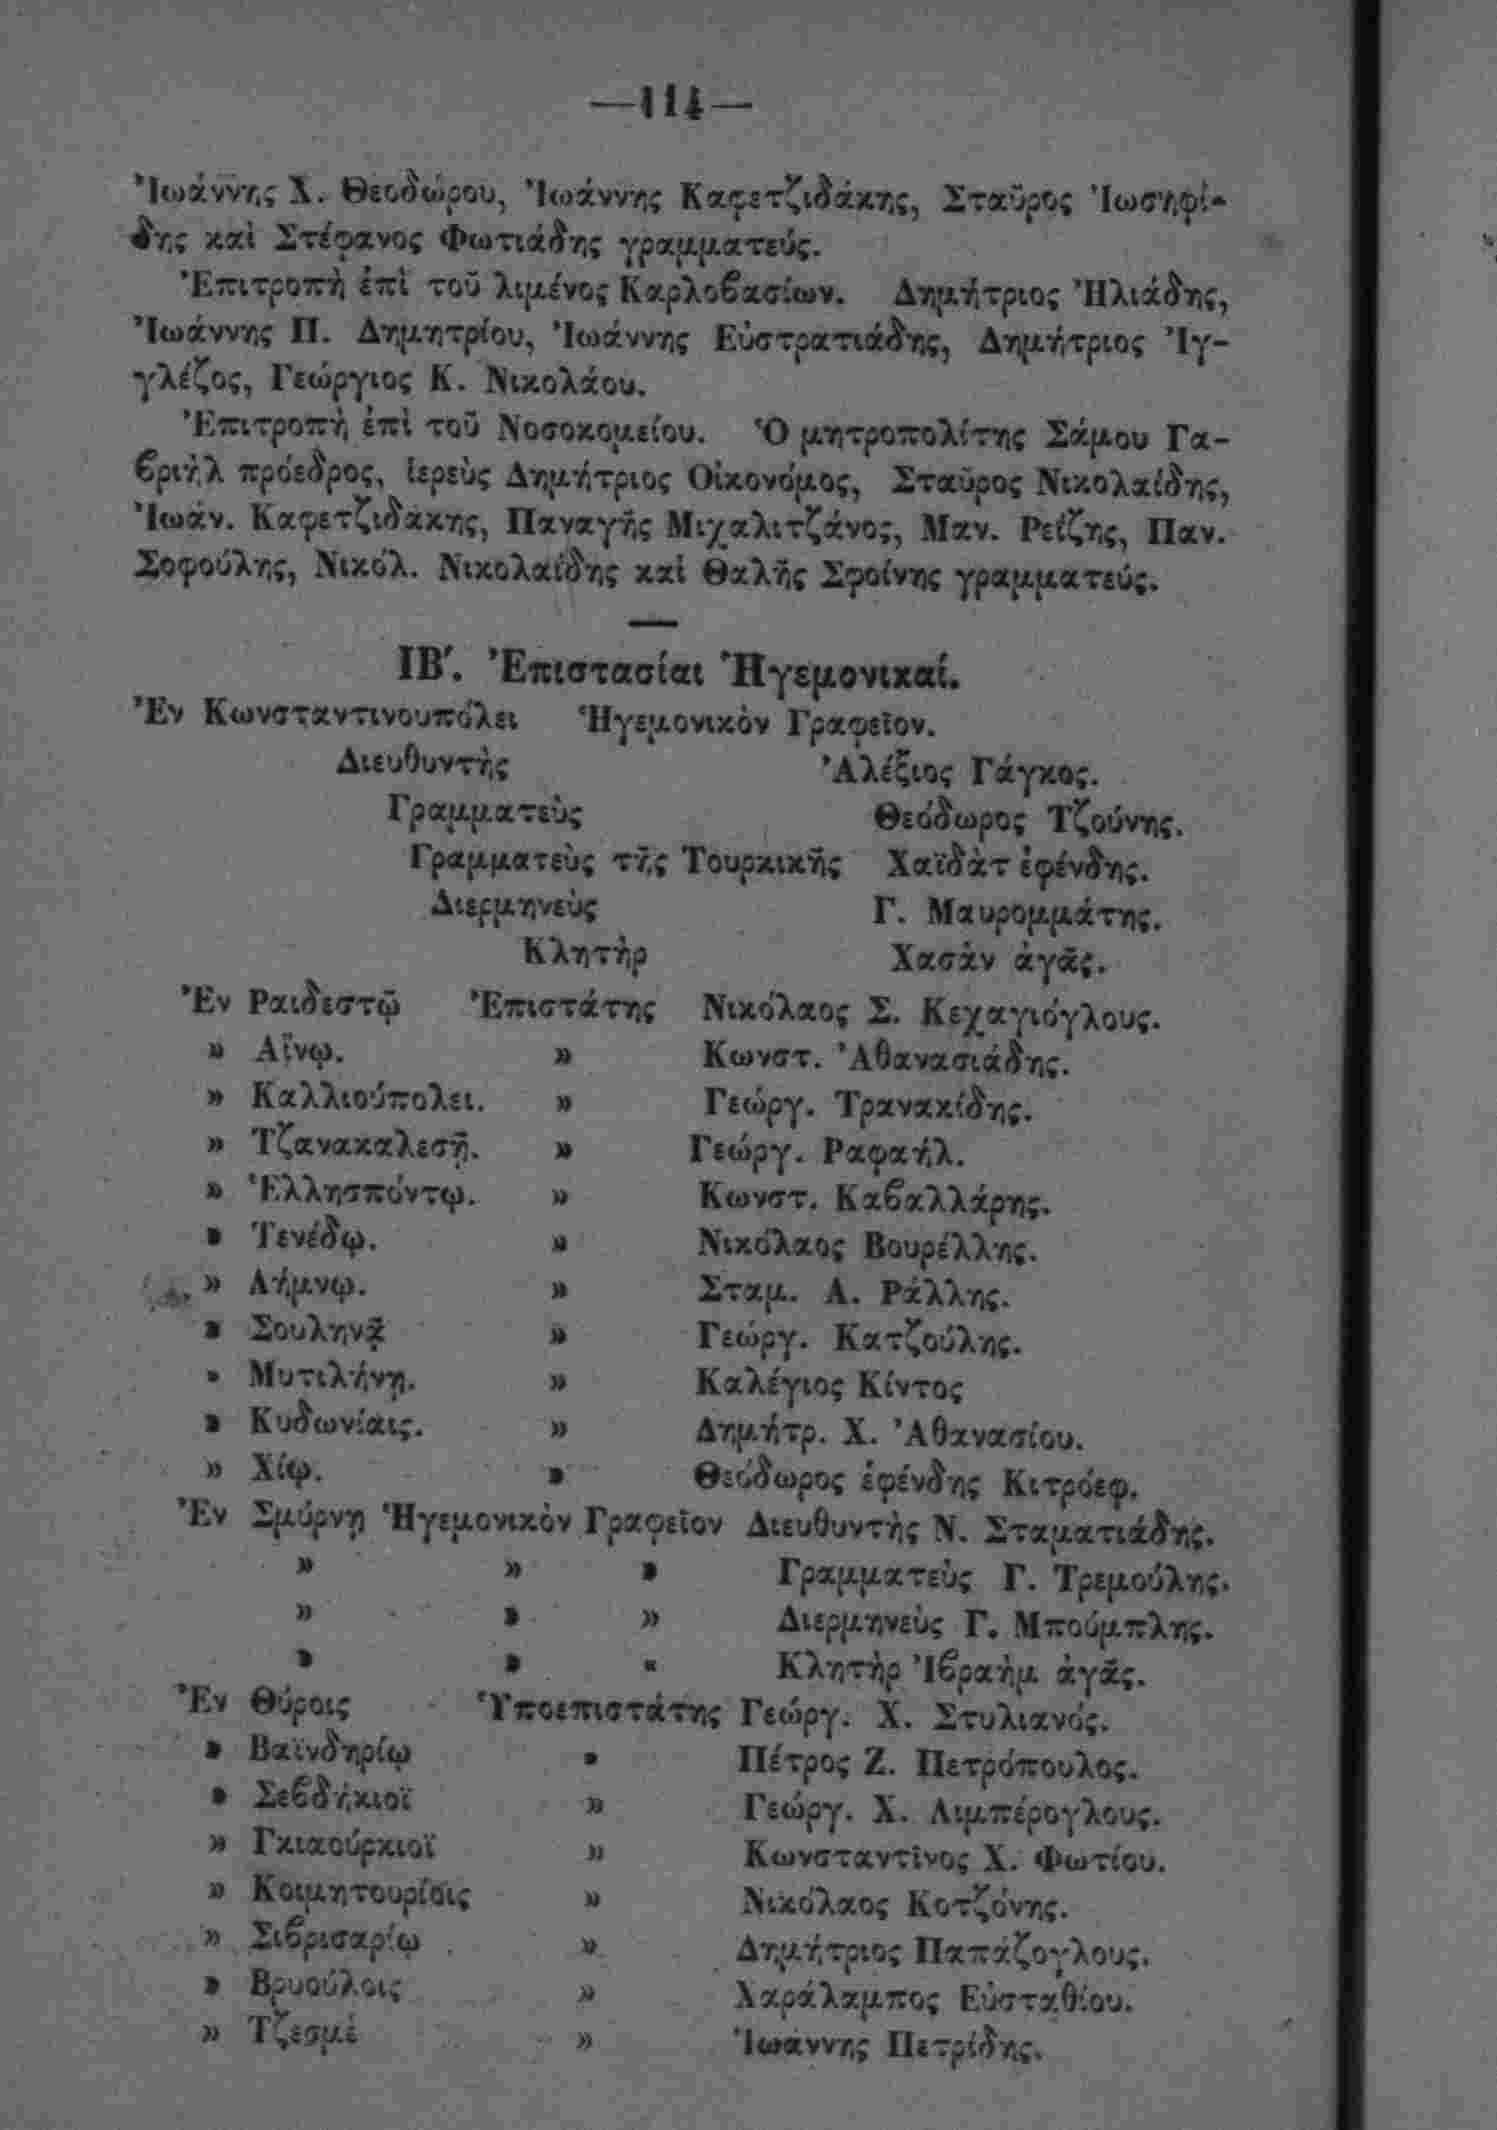 —114—
Ἰωάννης Χ. Θεοδώρου, Ἰωάννης Καφετζιδάκης, Σταῦρος Ἰωσηφί-
δης καὶ Στέφανος Φωτιάδης γραμματεύς.
Ἐπιτροπὴ ἐπὶ τοῦ λιμένος Καρλοβασίων. Δημήτριος Ἠλιάδης,
Ἰωάννης Π. Δημητρίου, Ἰωάννης Εὐστρατιάδης, Δημήτριος Ἰγ-
γλέζος, Γεώργιος Κ. Νικολάου.
Ἐπιτροπὴ ἐπὶ τοῦ Νοσοκομείου. Ὁ μητροπολίτης Σάμου Γα-
βριὴλ πρόεδρος, ἱερεὺς Δημήτριος Οἰκονόμος, Σταῦρος Νικολαΐδης,
Ἰωάν. Καφετζιδάκης, Παναγῆς Μιχαλιτζάνος, Μαν. Ρεΐζης, Παν.
Σοφούλης, Νικόλ. Νικολαΐδης καὶ Θαλῆς Σφοίνης γραμματεύς.
ΙΒ΄. Ἐπιστασίαι Ἡγεμονικαί.
Ἐν Κωνσταντινουπόλει Ἡγεμονικὸν Γραφεῖον.
Διευθυντὴς Ἀλέξιος Γάγκος.
Γραμματεὺς Θεόδωρος Τζούνης.
Γραμματεὺς τῆς Τουρκικῆς Χαϊδὰτ ἐφένδης.
Διερμηνεὺς Γ. Μαυρομμάτης.
Κλητὴρ Χασὰν ἀγᾶς.
Ἐν Ραιδεστῷ Ἐπιστάτης Νικόλαος Σ. Κεχαγιόγλους.
» Αἴνῳ. » Κωνστ. Ἀθανασιάδης.
» Καλλιούπολει. » Γεώργ. Τρανακίδης.
» Τζανακαλεσῇ. » Γεώργ. Ραφαήλ.
» Ἑλλησπόντῳ. » Κωνστ. Καβαλλάρης.
» Τενέδῳ. » Νικόλαος Βουρέλλης.
» Λήμνῳ. » Σταμ. Α. Ράλλης.
» Σουληνᾷ » Γεώργ. Κατζούλης.
» Μυτιλήνῃ. » Καλέγιος Κίντος
» Κυδωνίαις. » Δημήτρ. Χ. Ἀθανασίου.
» Χίῳ. » Θεόδωρος ἐφένδης Κιτρόεφ.
Ἐν Σμύρνῃ Ἡγεμονικὸν Γραφεῖον Διευθυντὴς Ν. Σταματιάδης.
» » » Γραμματεὺς Γ. Τρεμούλης.
» » » Διερμηνεὺς Γ. Μπούμπλης.
» » « Κλητὴρ Ἰβραὴμ ἀγᾶς.
Ἐν Θύροις Ὑποεπιστάτης Γεώργ. Χ. Στυλιανός.
» Βαϊνδηρίῳ » Πέτρος Ζ. Πετρόπουλος.
» Σεβδήκιοϊ » Γεώργ. Χ. Λιμπέρογλους.
» Γκιαούρκιοϊ » Κωνσταντῖνος Χ. Φωτίου.
» Κοιμητουρίοις » Νικόλαος Κοτζόνης.
» Σιβρισαρίῳ » Δημήτριος Παπάζογλους.
» Βρυούλοις » Χαράλαμπος Εὐσταθίου.
» Τζεσμὲ » Ἰωάννης Πετρίδης.